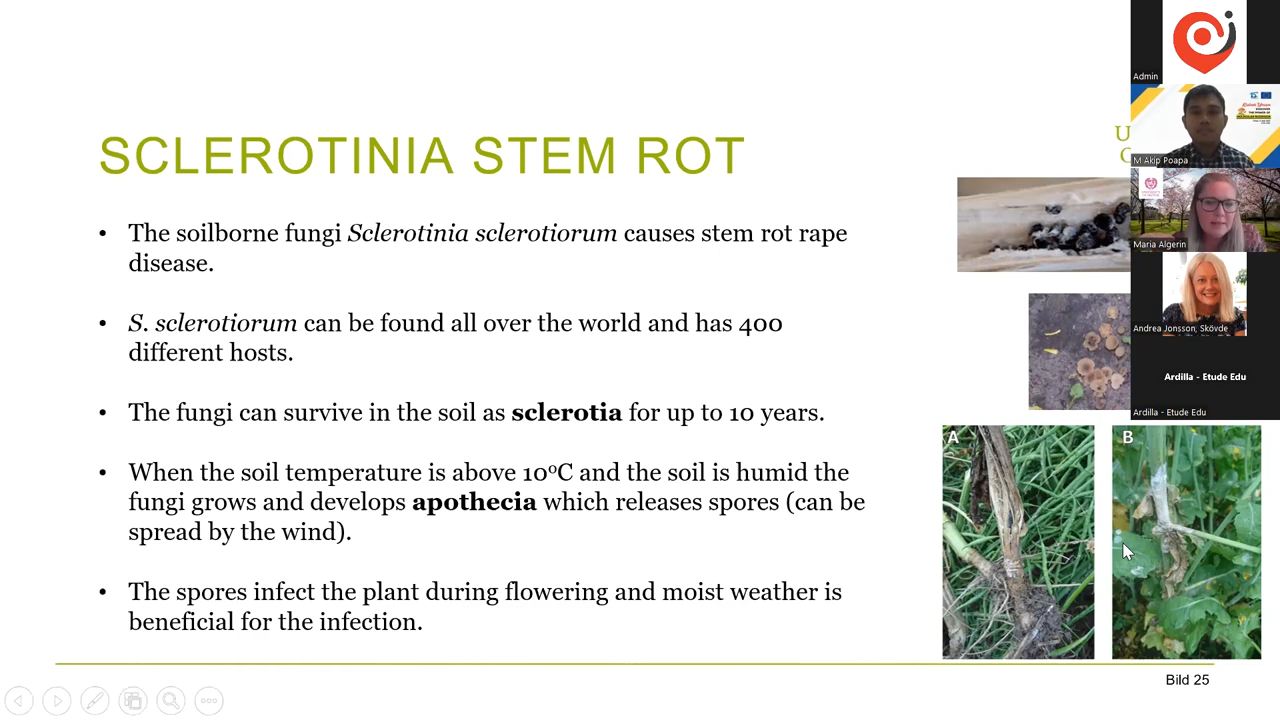 SCLEROTINIA STEM ROT
• The soilborne fungi Sclerotinia sclerotiorum causes stem rot rape
disease.
• S. sclerotiorum can be found all over the world and has 400
different hosts.
• The fungi can survive in the soil as sclerotia for up to 10 years.
• When the soil temperature is above 10ºC and the soil is humid the
fungi grows and develops apothecia which releases spores (can be
spread by the wind).
• The spores infect the plant during flowering and moist weather is
beneficial for the infection.
A
B
Bild 25
Admin
M Akip Poapa
Maria Algerin
Andrea Jonsson, Skövde
Ardilla - Etude Edu
Ardilla - Etude Edu